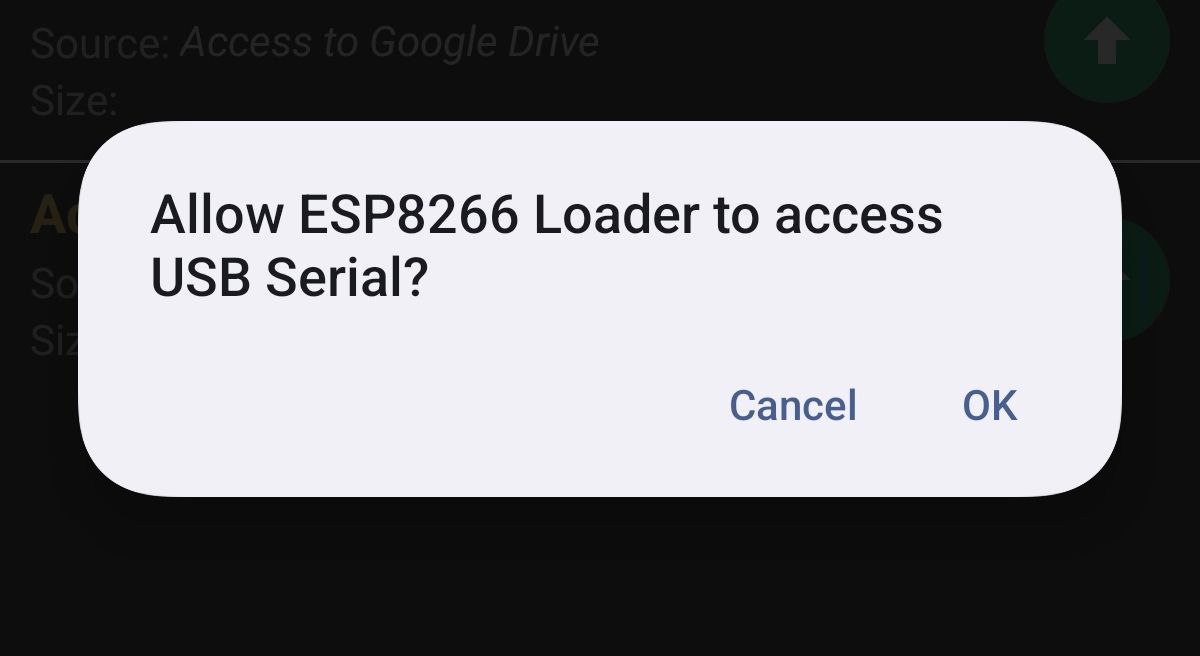 Source: Access to Google Drive
Size:
Allow ESP8266 Loader to access
USB Serial?
Cancel OK